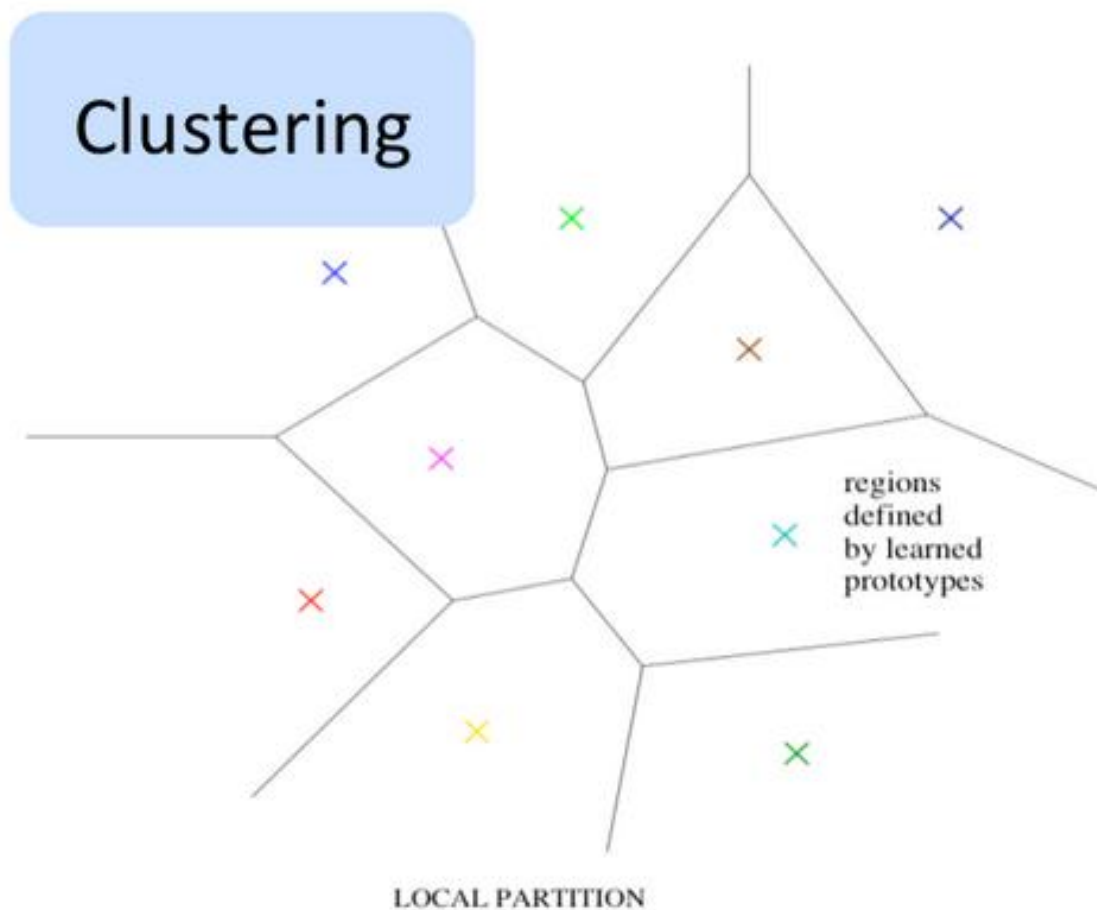 Clustering
regions
defined
by learned
prototypes
LOCAL PARTITION